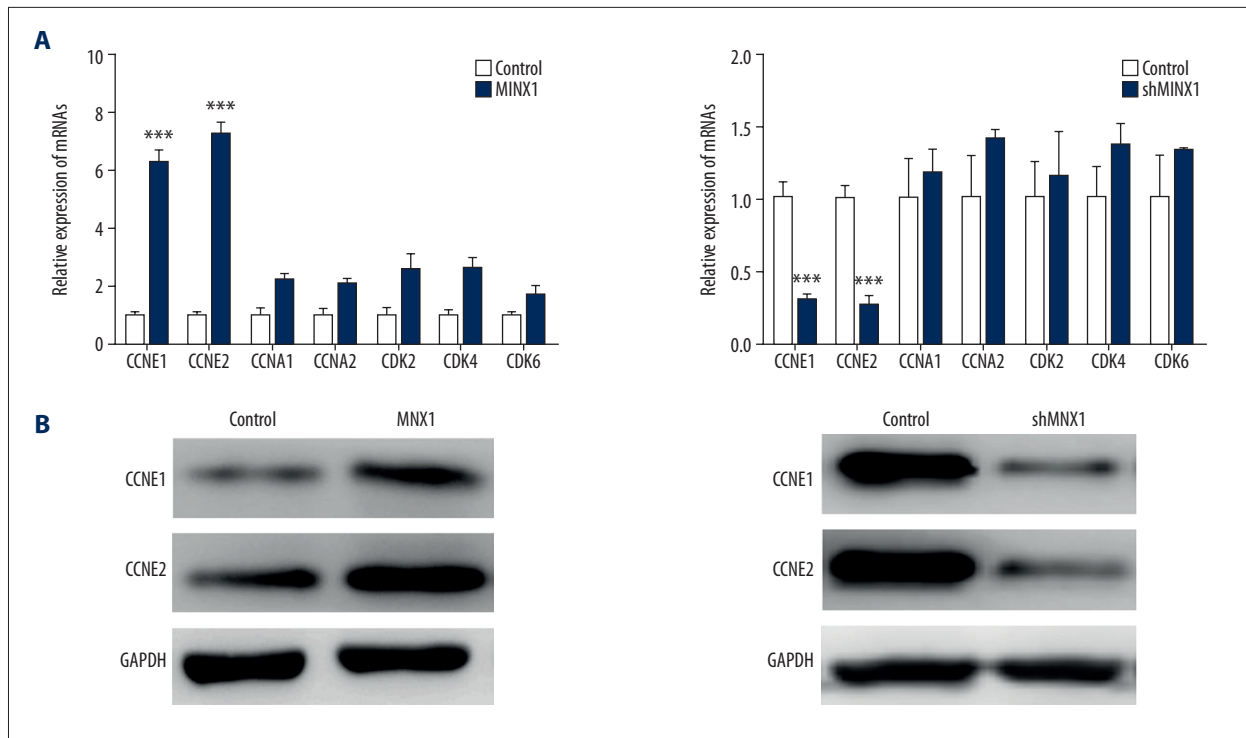 A
Relative expression of mRNAs
10
8
6
4
2
0
Control
MINX1
***
***
CCNE1 CCNE2 CCNA1 CCNA2 CDK2 CDK4 CDK6
Relative expression of mRNAs
2.0
1.5
1.0
0.5
0.0
Control
shMINX1
***
***
CCNE1 CCNE2 CCNA1 CCNA2 CDK2 CDK4 CDK6
B
Control MNX1
CCNE1
CCNE2
GAPDH
Control shMNX1
CCNE1
CCNE2
GAPDH